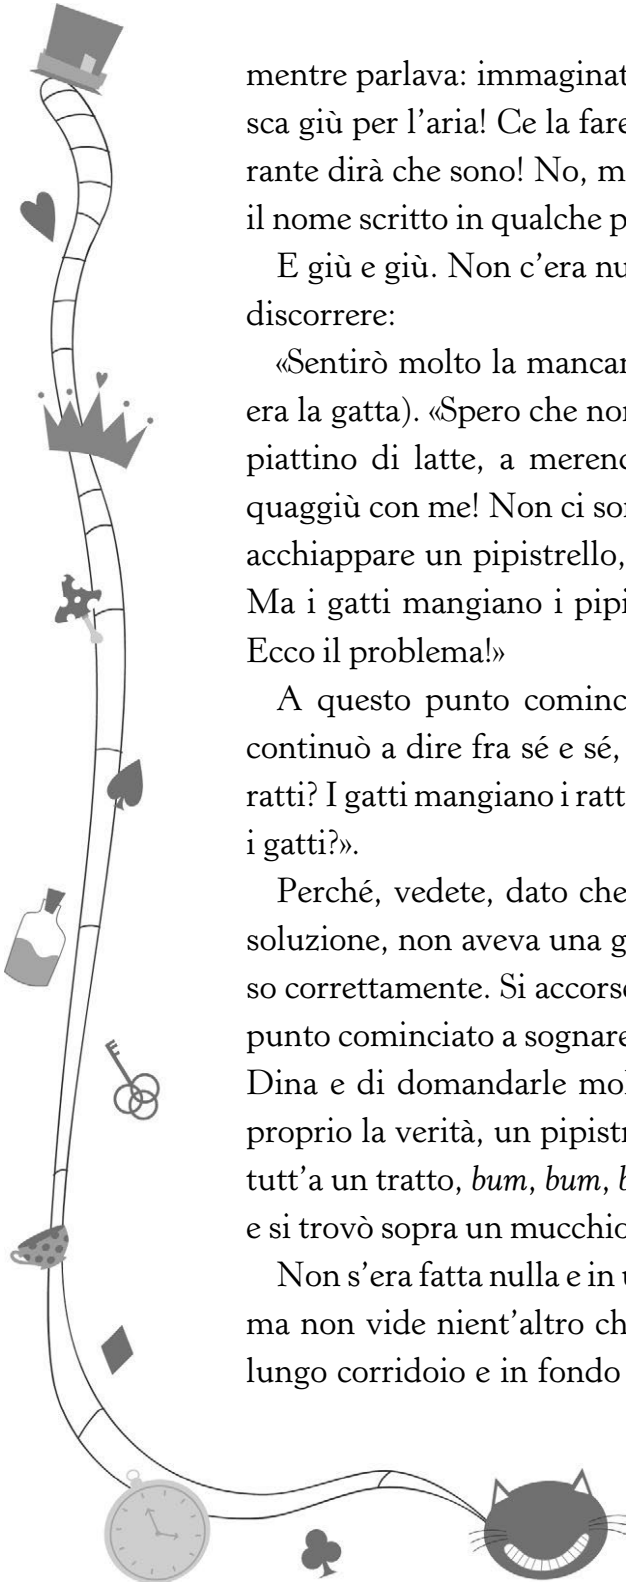 mentre parlava: immaginat
sca giù per l’aria! Ce la fare
rante dirà che sono! No, m
il nome scritto in qualche p
E giù e giù. Non c’era nu
discorrere:
«Sentirò molto la mancar
era la gatta). «Spero che nor
piattino di latte, a merenc
quaggiù con me! Non ci sor
acchiappare un pipistrello,
Ma i gatti mangiano i pipi
Ecco il problema!»
A questo punto cominc
continuò a dire fra sé e sé,
ratti? I gatti mangiano i ratt
i gatti?».
Perché, vedete, dato che
soluzione, non aveva una g
so correttamente. Si accorse
punto cominciato a sognare
Dina e di domandarle mol
proprio la verità, un pipistr
tutt’a un tratto, bum, bum, b
e si trovò sopra un mucchio
Non s’era fatta nulla e in u
ma non vide nient’altro ch
lungo corridoio e in fondo